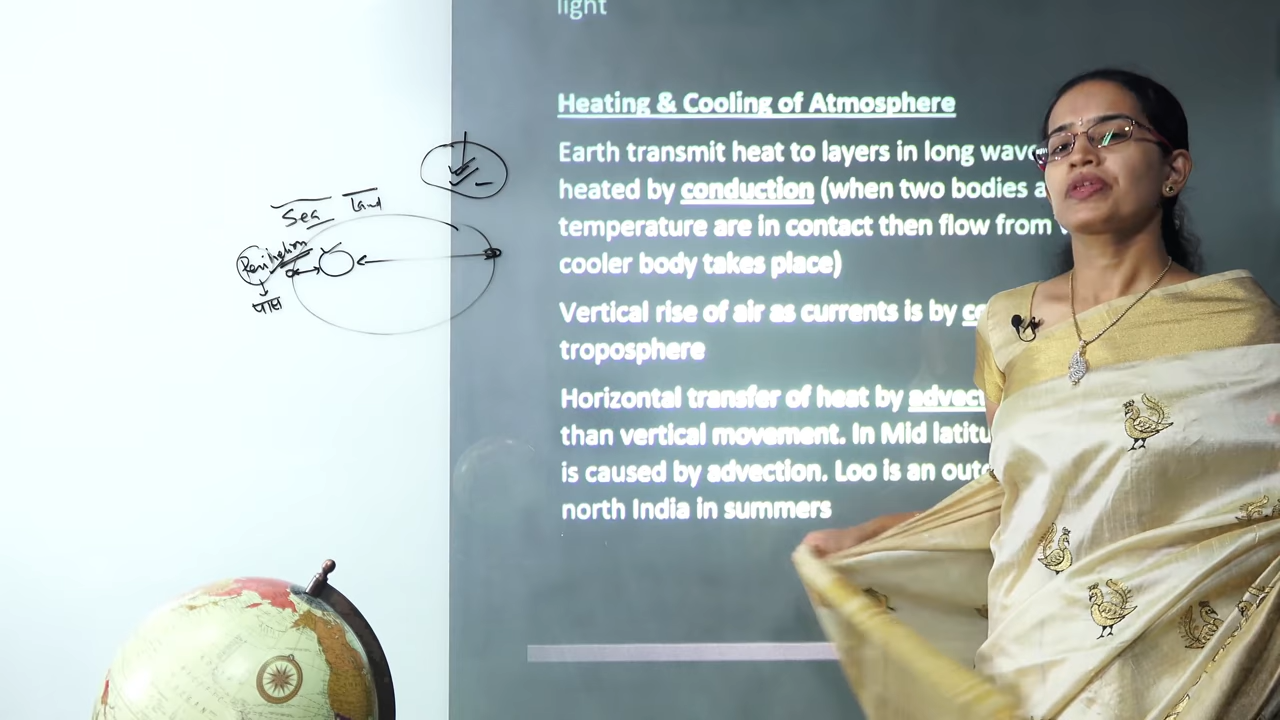 light
Heating & Cooling of Atmosphere
Earth transmit heat to layers in long wave
heated by conduction (when two bodies a
temperature are in contact then flow from
cooler body takes place)
Vertical rise of air as currents is by
troposphere
Horizontal transfer of heat by advec
than vertical movement. In Mid latitu
is caused by advection. Loo is an
north India in summers
Sea Land
Perihelion
पास